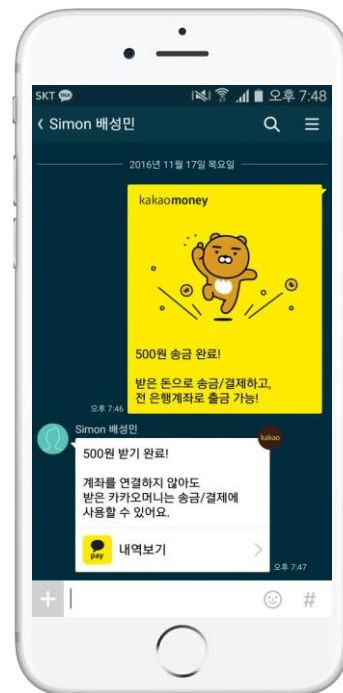 SKT TALK 오후 7:48
< Simon 배성민
2016년 11월 17일 목요일
kakaomoney
500원 송금 완료!
받은 돈으로 송금/결제하고,
전 은행계좌로 출금 가능!
오후 7:46
Simon 배성민
kakao
500원 받기 완료!
계좌를 연결하지 않아도
받은 카카오머니는 송금/결제에
사용할 수 있어요.
pay 내역보기 >
오후 7:47
+ #